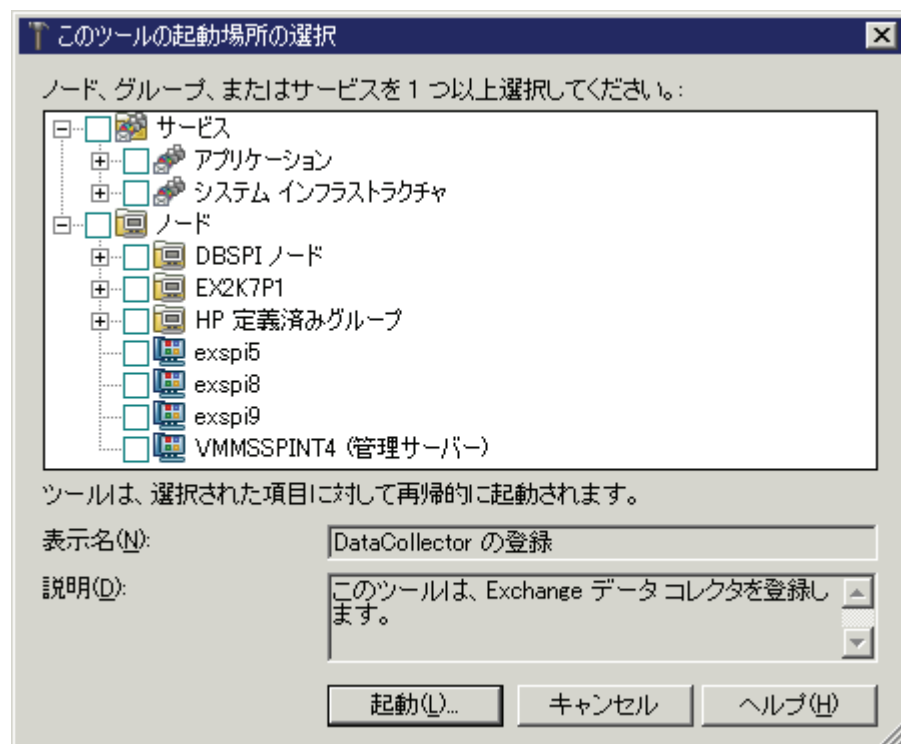 このツールの起動場所の選択
ノード、グループ、またはサービスを 1 つ以上選択してください。:
サービス
アプリケーション
システム インフラストラクチャ
ノード
DBSPI ノード
EX2K7P1
HP 定義済みグループ
exspi5
exspi8
exspi9
VMMSSPINT4 (管理サーバー)
ツールは、選択された項目に対して再帰的に起動されます。
表示名(N):
DataCollector の登録
説明(D):
このツールは、Exchange データ コレクタを登録し
ます。
起動(L)... キャンセル ヘルプ(H)